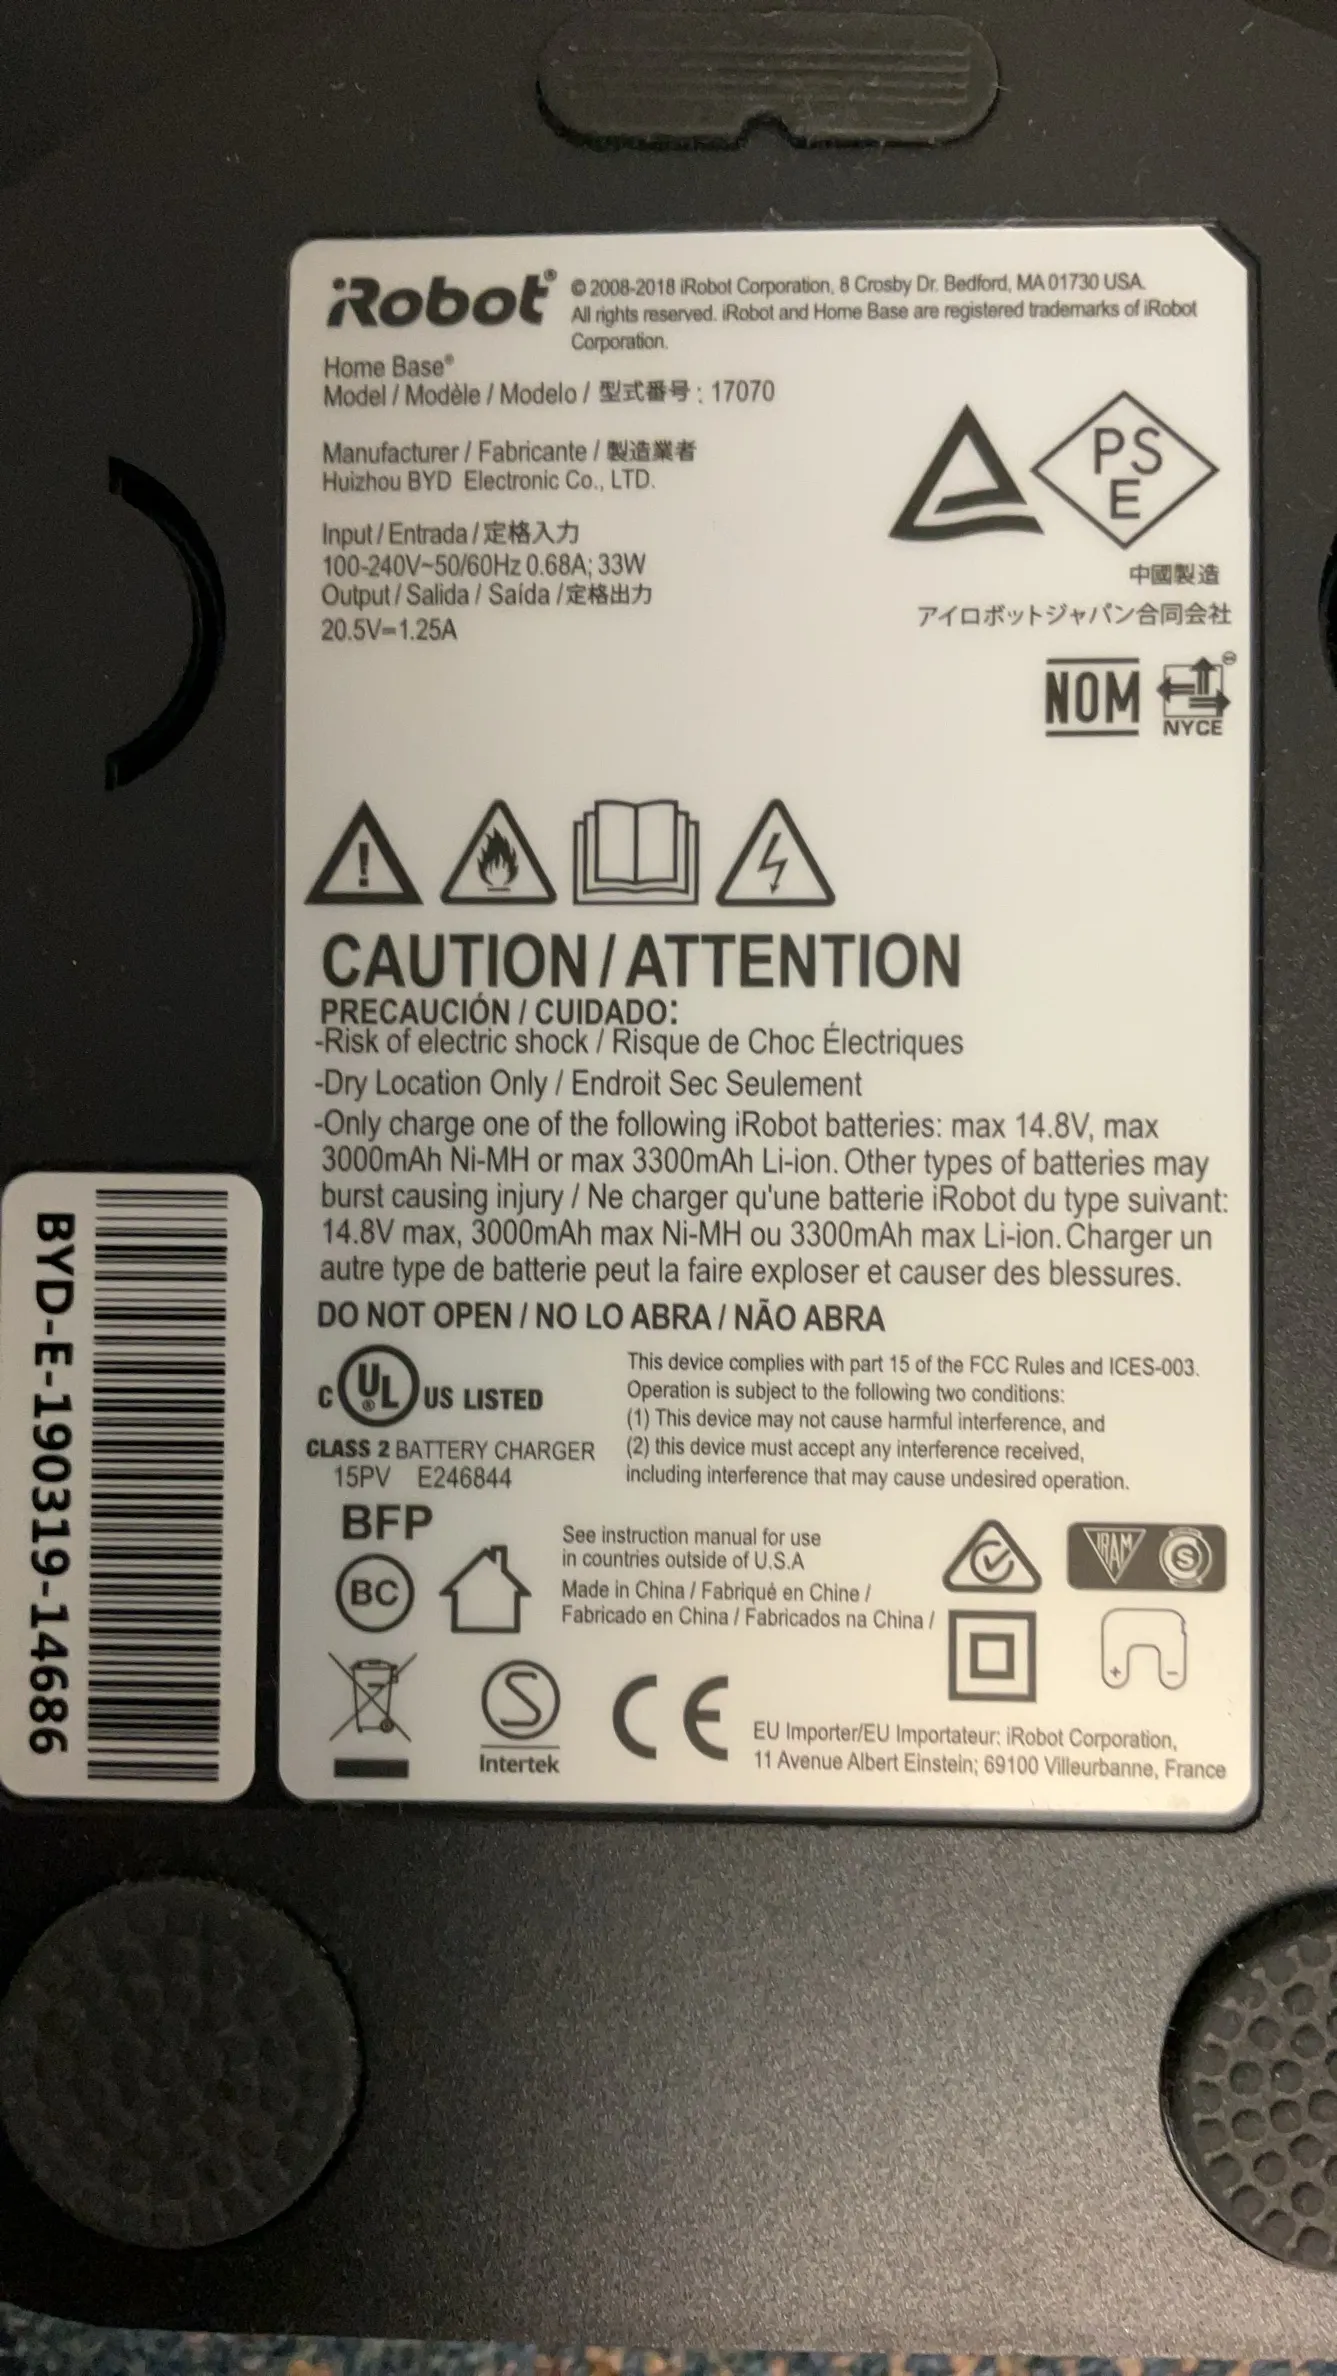 iRobot®
© 2008-2018 iRobot Corporation, 8 Crosby Dr. Bedford, MA 01730 USA.
All rights reserved. iRobot and Home Base are registered trademarks of iRobot
Corporation.
Home Base®
Model / Modèle / Modelo / 型式番号 : 17070
Manufacturer / Fabricante / 製造業者
Huizhou BYD Electronic Co., LTD.
Input / Entrada / 定格入力
100-240V~50/60Hz 0.68A; 33W
Output / Salida / Saída / 定格出力
20.5V⎓1.25A
PS
E
中國製造
アイロボットジャパン合同会社
NOM
NYCE
CAUTION / ATTENTION
PRECAUCIÓN / CUIDADO:
-Risk of electric shock / Risque de Choc Électriques
-Dry Location Only / Endroit Sec Seulement
-Only charge one of the following iRobot batteries: max 14.8V, max
3000mAh Ni-MH or max 3300mAh Li-ion. Other types of batteries may
burst causing injury / Ne charger qu'une batterie iRobot du type suivant:
14.8V max, 3000mAh max Ni-MH ou 3300mAh max Li-ion. Charger un
autre type de batterie peut la faire exploser et causer des blessures.
DO NOT OPEN / NO LO ABRA / NÃO ABRA
C UL® US LISTED
CLASS 2 BATTERY CHARGER
15PV E246844
This device complies with part 15 of the FCC Rules and ICES-003.
Operation is subject to the following two conditions:
(1) This device may not cause harmful interference, and
(2) this device must accept any interference received,
including interference that may cause undesired operation.
BFP
BC
See instruction manual for use
in countries outside of U.S.A
Made in China / Fabriqué en Chine /
Fabricado en China / Fabricados na China /
IRAM S
+ -
S
Intertek
CE
EU Importer/EU Importateur: iRobot Corporation,
11 Avenue Albert Einstein; 69100 Villeurbanne, France
BYD-E-190319-14686